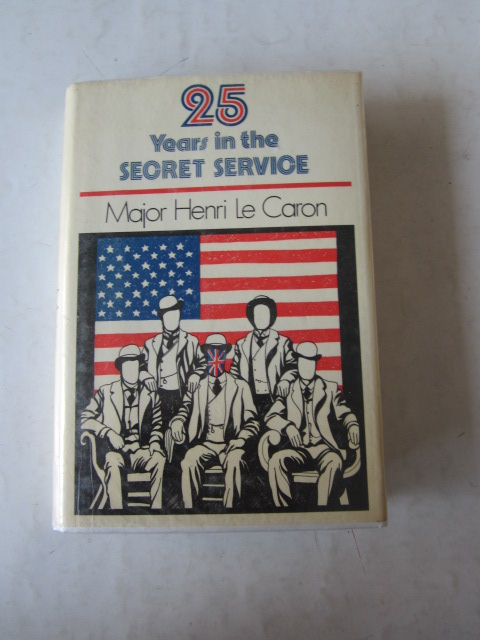 25
Years in the
SECRET SERVICE
Major Henri Le Caron